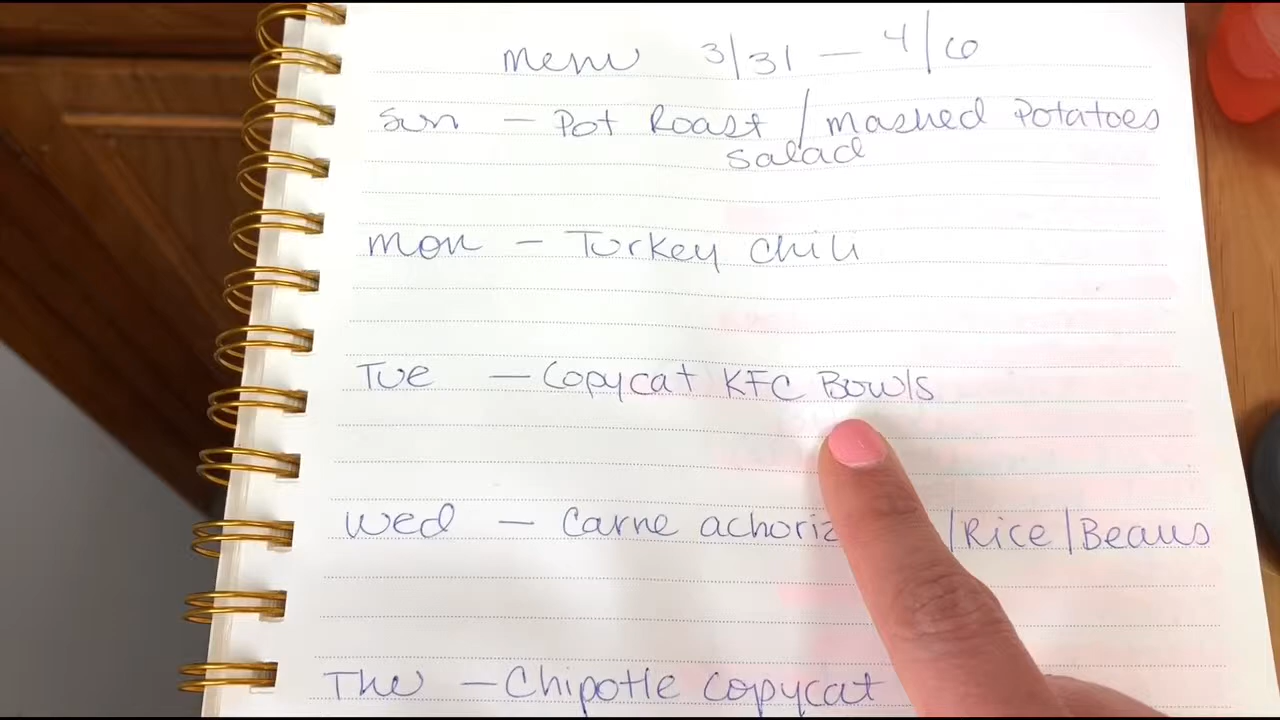 menu 3/31 - 4/6
Sun - Pot Roast / mashed Potatoes
salad
mon - Turkey Chili
Tue - Copycat KFC Bowls
Wed - Carne / Rice / Beans
Thu - Chipotle copycat